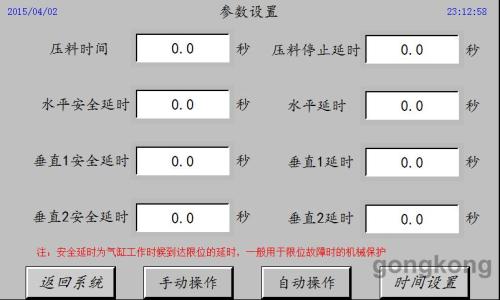 2015/04/02 参数设置 23:12:58
压料时间 0.0 秒 压料停止延时 0.0 秒
水平安全延时 0.0 秒 水平延时 0.0 秒
垂直1安全延时 0.0 秒 垂直1延时 0.0 秒
垂直2安全延时 0.0 秒 垂直2延时 0.0 秒
注：安全延时为气缸工作时候到达限位的延时，一般用于限位故障时的机械保护
gongkong
返回系统 手动操作 自动操作 时间设置